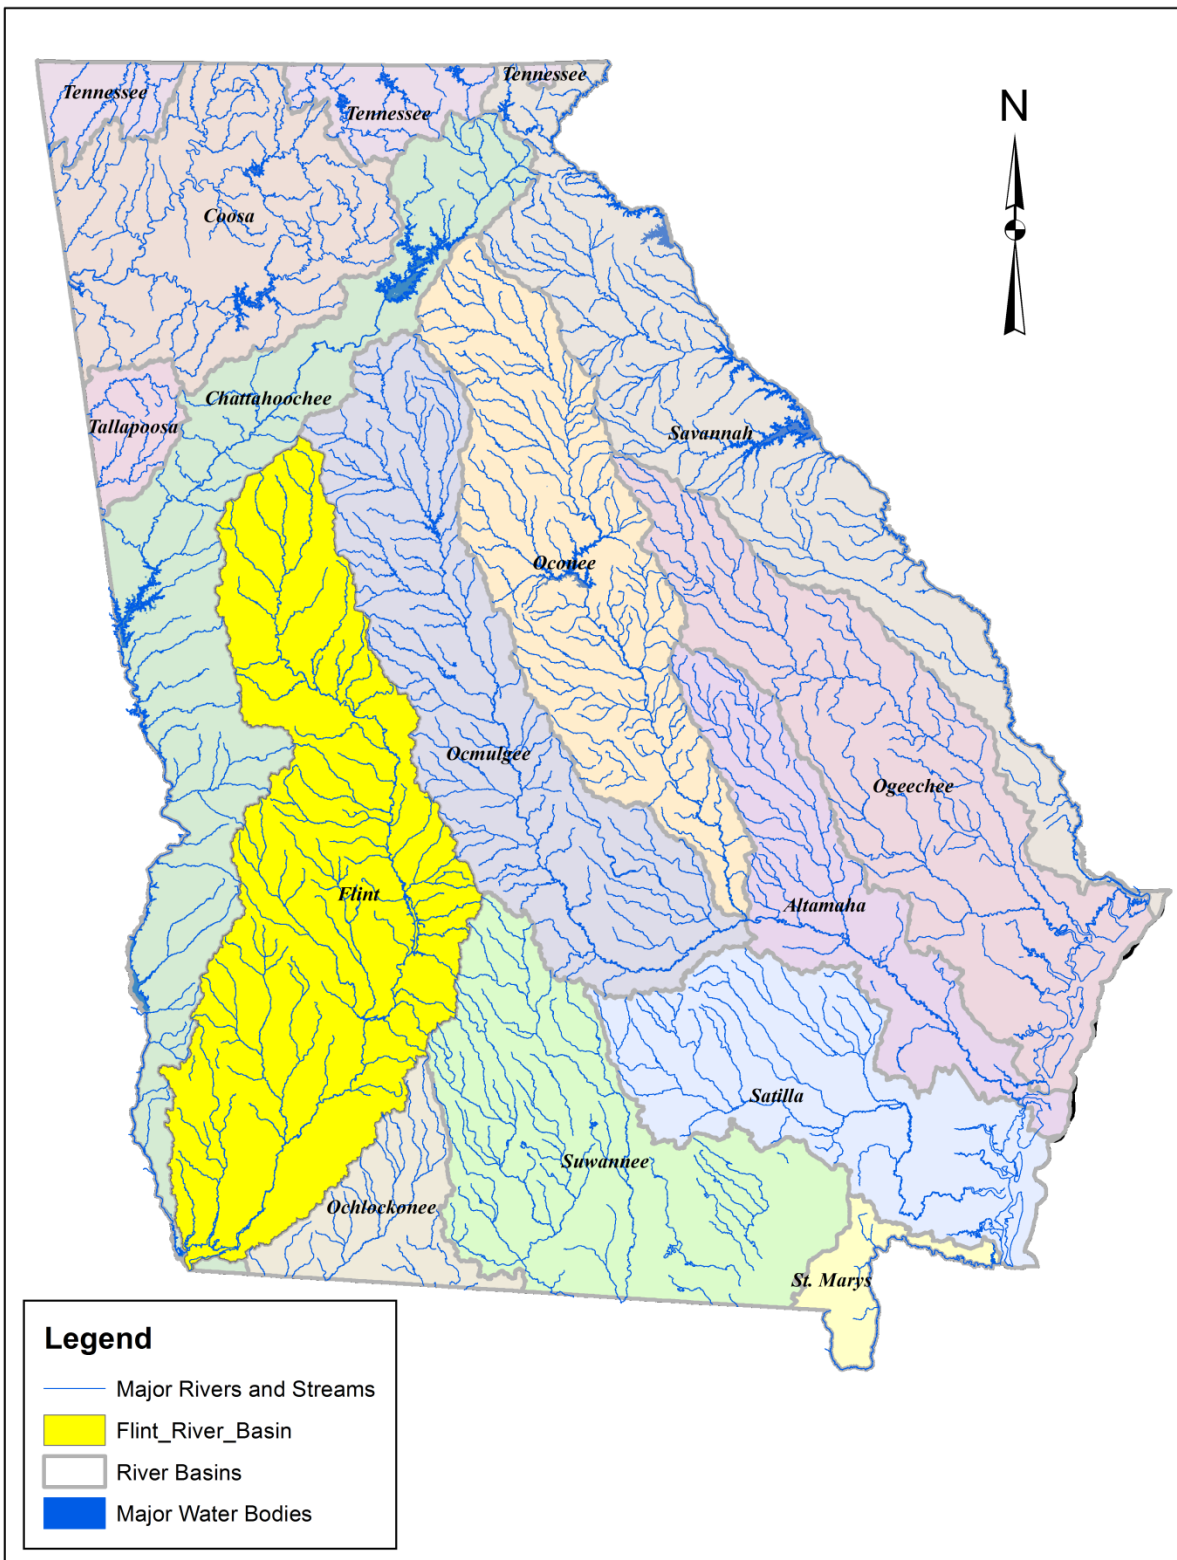 Tennessee
Tennessee
Tennessee
N
Coosa
Chattahoochee
Tallapoosa
Savannah
Oconee
Ocmulgee
Ogeechee
Flint
Altamaha
Satilla
Suwannee
Ochlockonee
St. Marys
Legend
Major Rivers and Streams
Flint_River_Basin
River Basins
Major Water Bodies